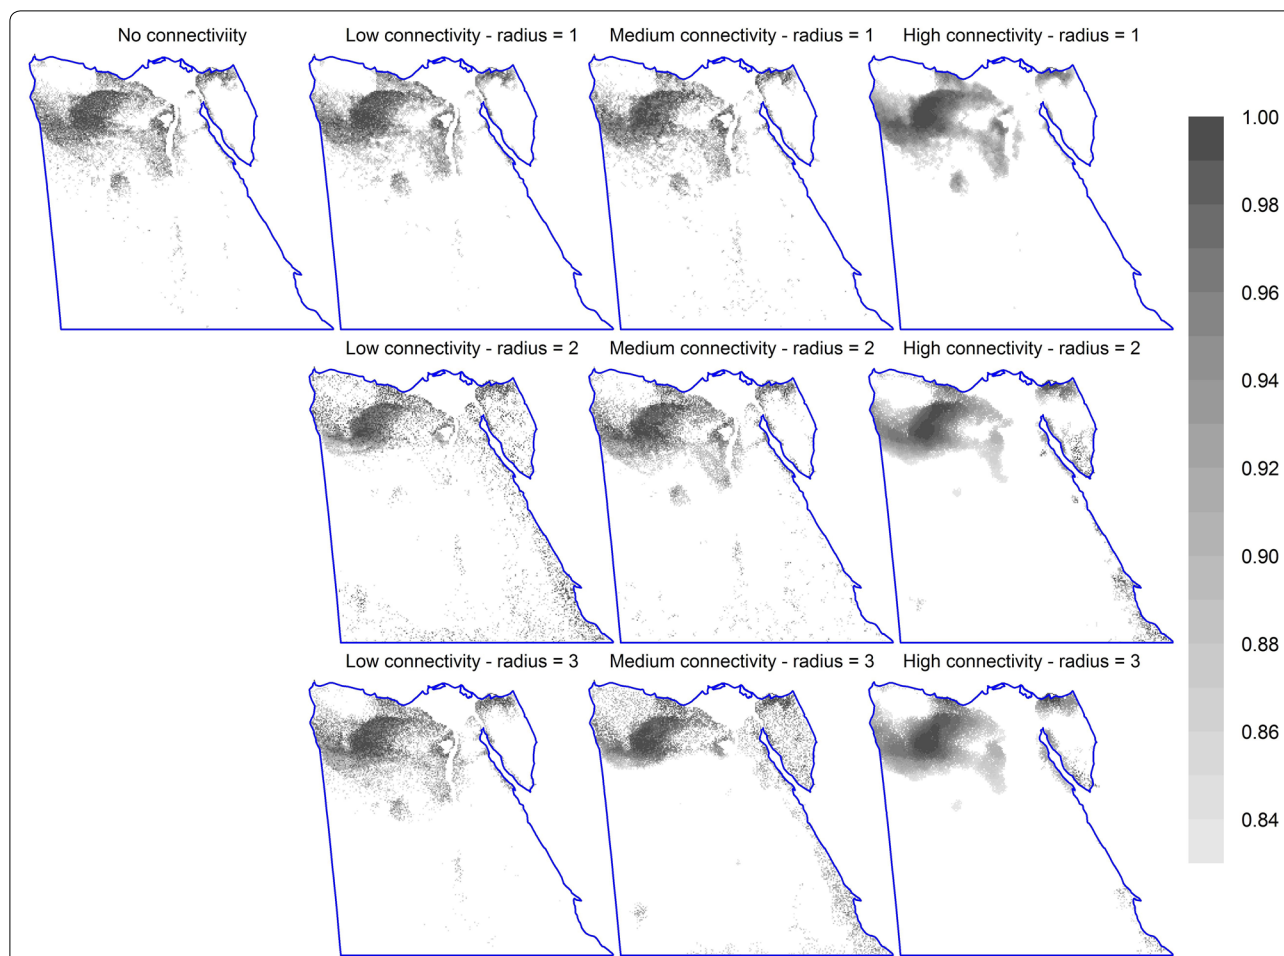 No connectiviity
Low connectivity - radius = 1
Medium connectivity - radius = 1
High connectivity - radius = 1
Low connectivity - radius = 2
Medium connectivity - radius = 2
High connectivity - radius = 2
Low connectivity - radius = 3
Medium connectivity - radius = 3
High connectivity - radius = 3
1.00
0.98
0.96
0.94
0.92
0.90
0.88
0.86
0.84